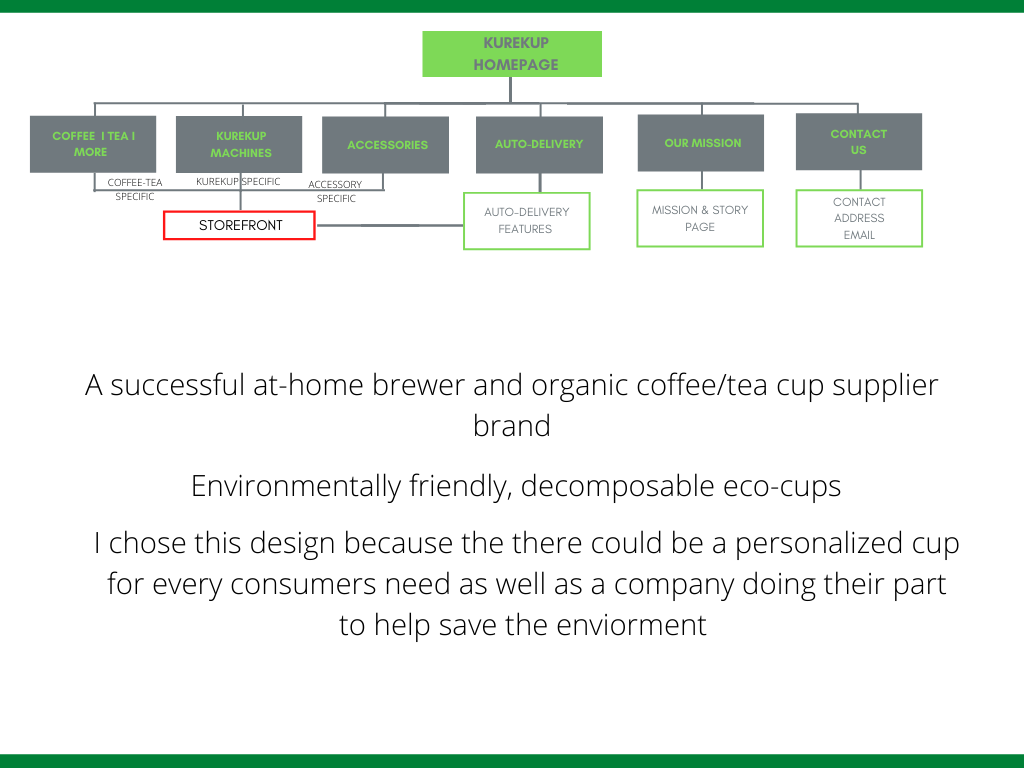 KUREKUP
HOMEPAGE
COFFEE I TEA I
MORE
KUREKUP
MACHINES
ACCESSORIES
AUTO-DELIVERY
OUR MISSION
CONTACT
US
COFFEE-TEA
SPECIFIC
KUREKUP SPECIFIC
ACCESSORY
SPECIFIC
STOREFRONT
AUTO-DELIVERY
FEATURES
MISSION & STORY
PAGE
CONTACT
ADDRESS
EMAIL
A successful at-home brewer and organic coffee/tea cup supplier
brand
Environmentally friendly, decomposable eco-cups
I chose this design because the there could be a personalized cup
for every consumers need as well as a company doing their part
to help save the enviorment